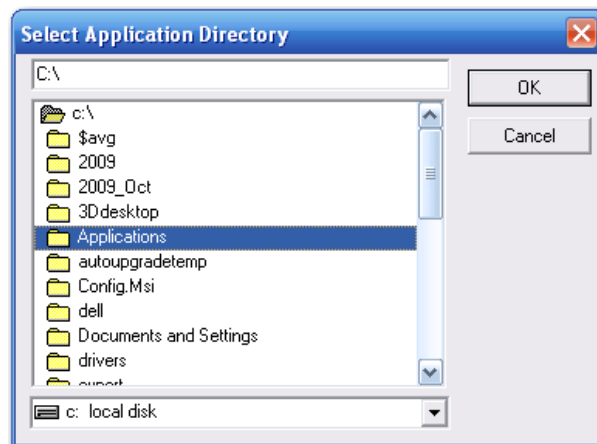 Select Application Directory
C:\
OK
Cancel
c:\
$avg
2009
2009_Oct
3Ddesktop
Applications
autoupgradetemp
Config.Msi
dell
Documents and Settings
drivers
c: local disk